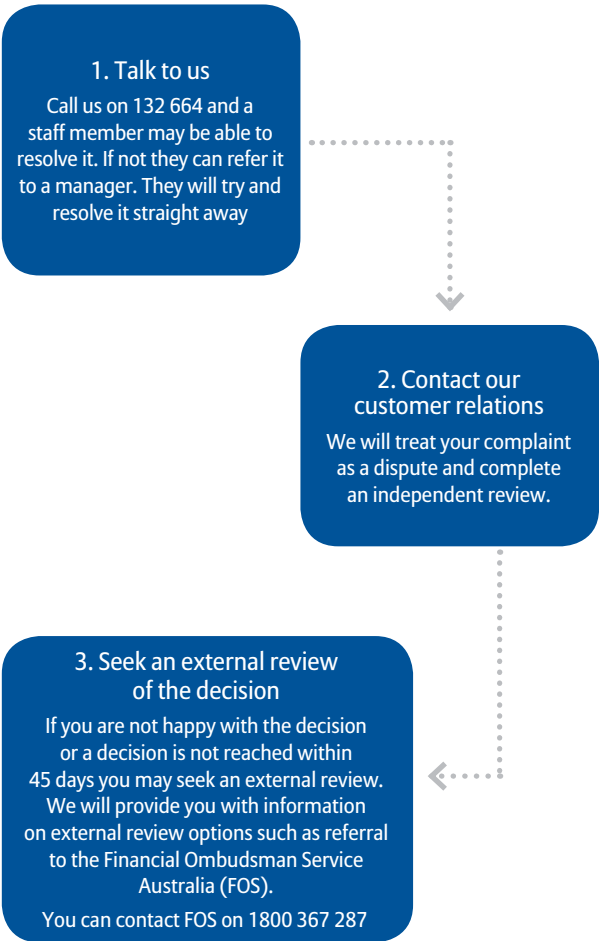 1. Talk to us
Call us on 132 664 and a
staff member may be able to
resolve it. If not they can refer it
to a manager. They will try and
resolve it straight away
2. Contact our
customer relations
We will treat your complaint
as a dispute and complete
an independent review.
3. Seek an external review
of the decision
If you are not happy with the decision
or a decision is not reached within
45 days you may seek an external review.
We will provide you with information
on external review options such as referral
to the Financial Ombudsman Service
Australia (FOS).
You can contact FOS on 1800 367 287